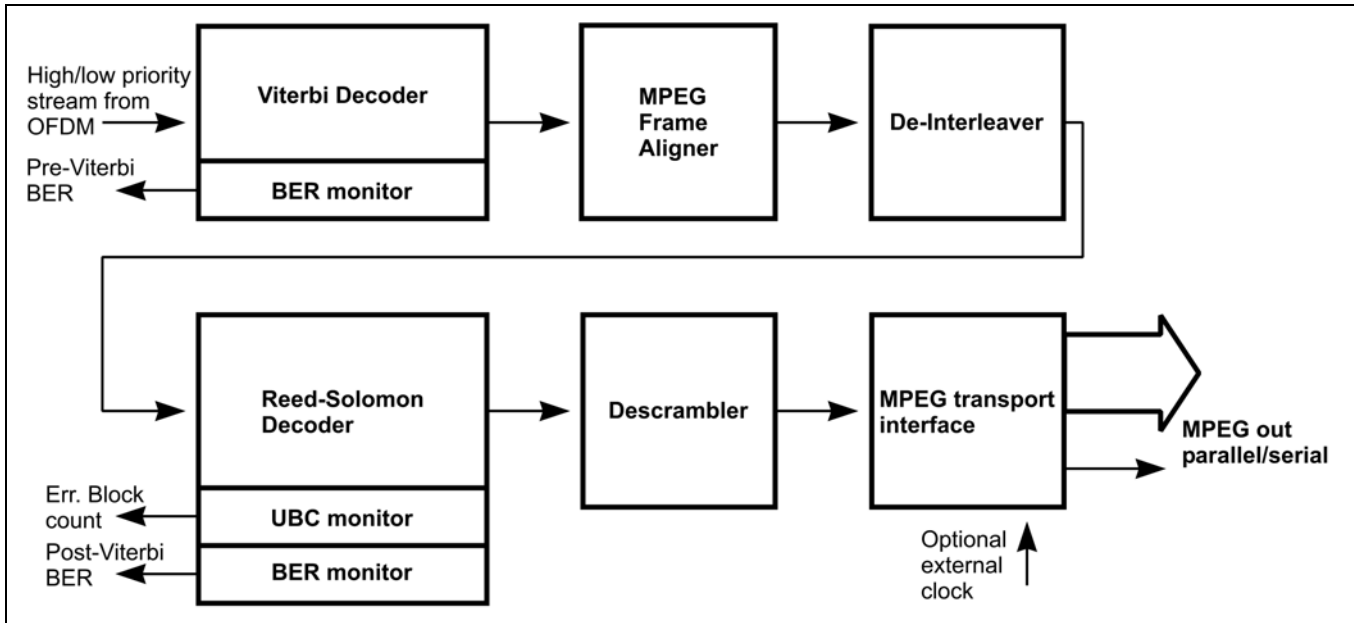 High/low priority
stream from
OFDM
Viterbi Decoder
MPEG
Frame
Aligner
De-Interleaver
Pre-Viterbi
BER
BER monitor
Reed-Solomon
Decoder
Descrambler
MPEG transport
interface
MPEG out
parallel/serial
Err. Block
count
UBC monitor
Post-Viterbi
BER
BER monitor
Optional
external
clock